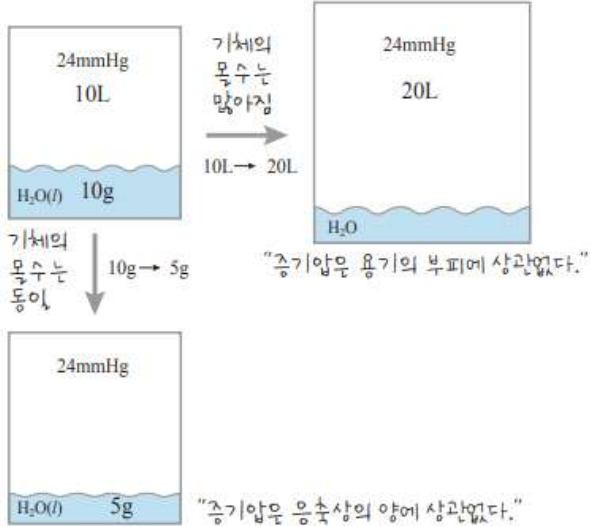 24mmHg
10L
H₂O(l) 10g
기체의
몰수는
많아짐
10L→ 20L
24mmHg
20L
H₂O
"증기압은 용기의 부피에 상관없다."
기체의
몰수는
동일
10g→ 5g
24mmHg
H₂O(l) 5g
"증기압은 응축상의 양에 상관없다."